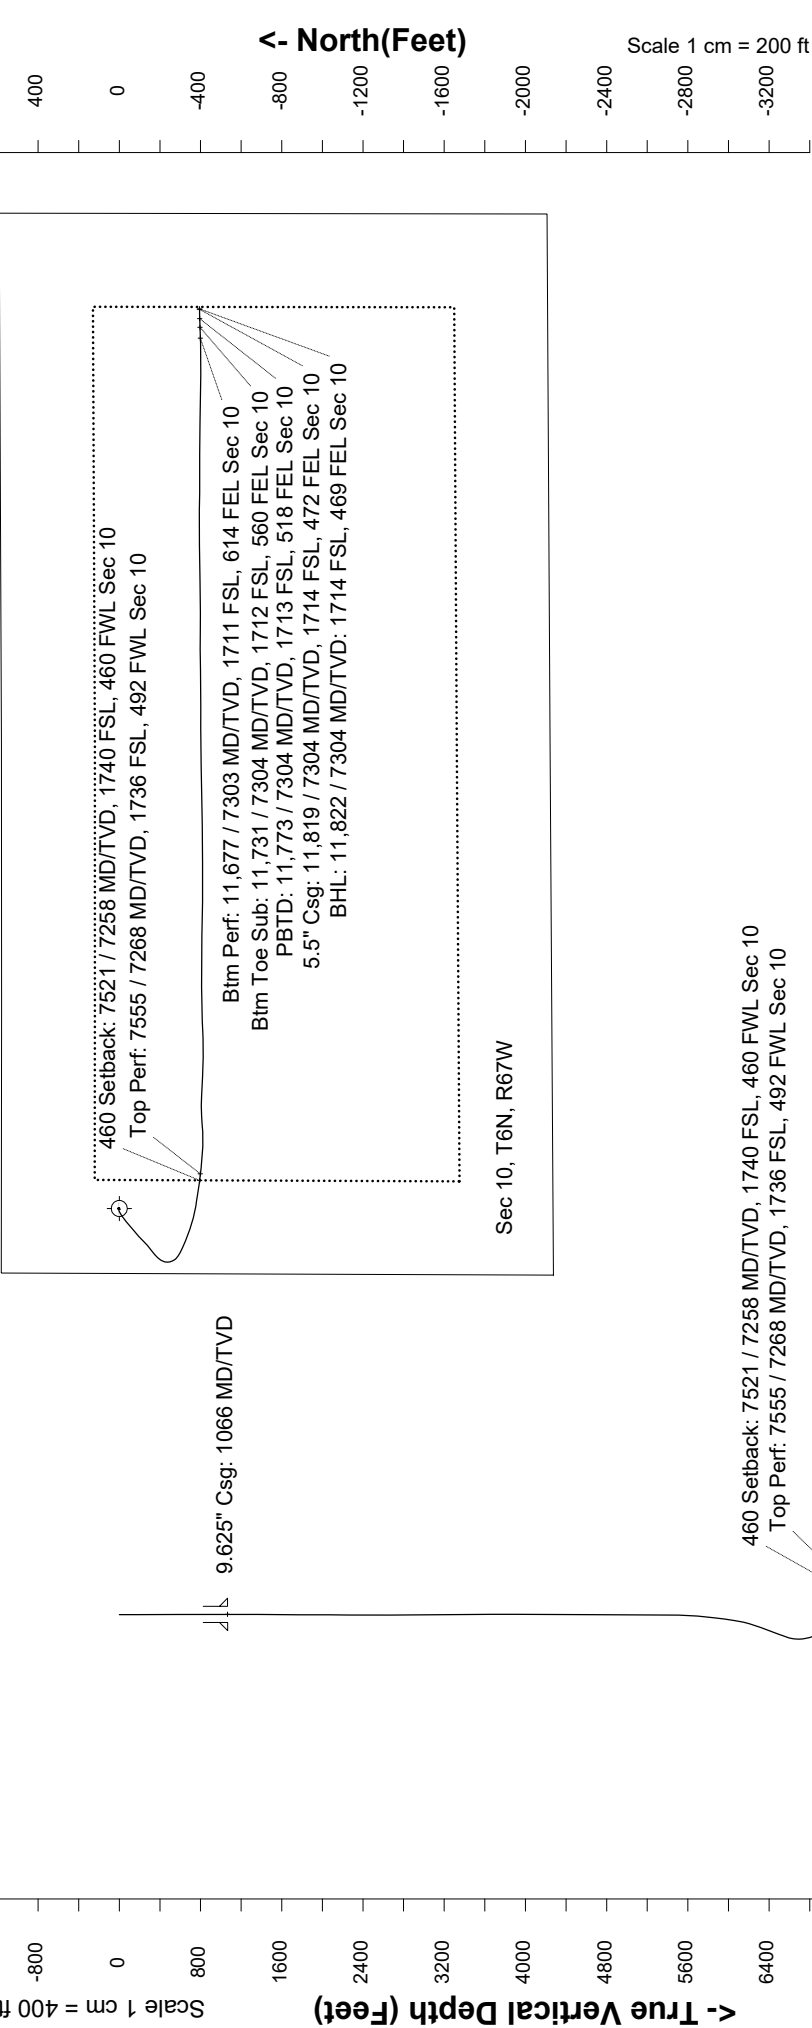 <- North(Feet)
Scale 1 cm = 200 ft
400
0
-400
-800
-1200
-1600
-2000
-2400
-2800
-3200
460 Setback: 7521 / 7258 MD/TVD, 1740 FSL, 460 FWL Sec 10
Top Perf: 7555 / 7268 MD/TVD, 1736 FSL, 492 FWL Sec 10
Btm Perf: 11,677 / 7303 MD/TVD, 1711 FSL, 614 FEL Sec 10
Btm Toe Sub: 11,731 / 7304 MD/TVD, 1712 FSL, 560 FEL Sec 10
PBTD: 11,773 / 7304 MD/TVD, 1713 FSL, 518 FEL Sec 10
5.5" Csg: 11,819 / 7304 MD/TVD, 1714 FSL, 472 FEL Sec 10
BHL: 11,822 / 7304 MD/TVD: 1714 FSL, 469 FEL Sec 10
Sec 10, T6N, R67W
9.625" Csg: 1066 MD/TVD
460 Setback: 7521 / 7258 MD/TVD, 1740 FSL, 460 FWL Sec 10
Top Perf: 7555 / 7268 MD/TVD, 1736 FSL, 492 FWL Sec 10
-800
0
800
1600
2400
3200
4000
4800
5600
6400
Scale 1 cm = 400 ft
<- True Vertical Depth (Feet)